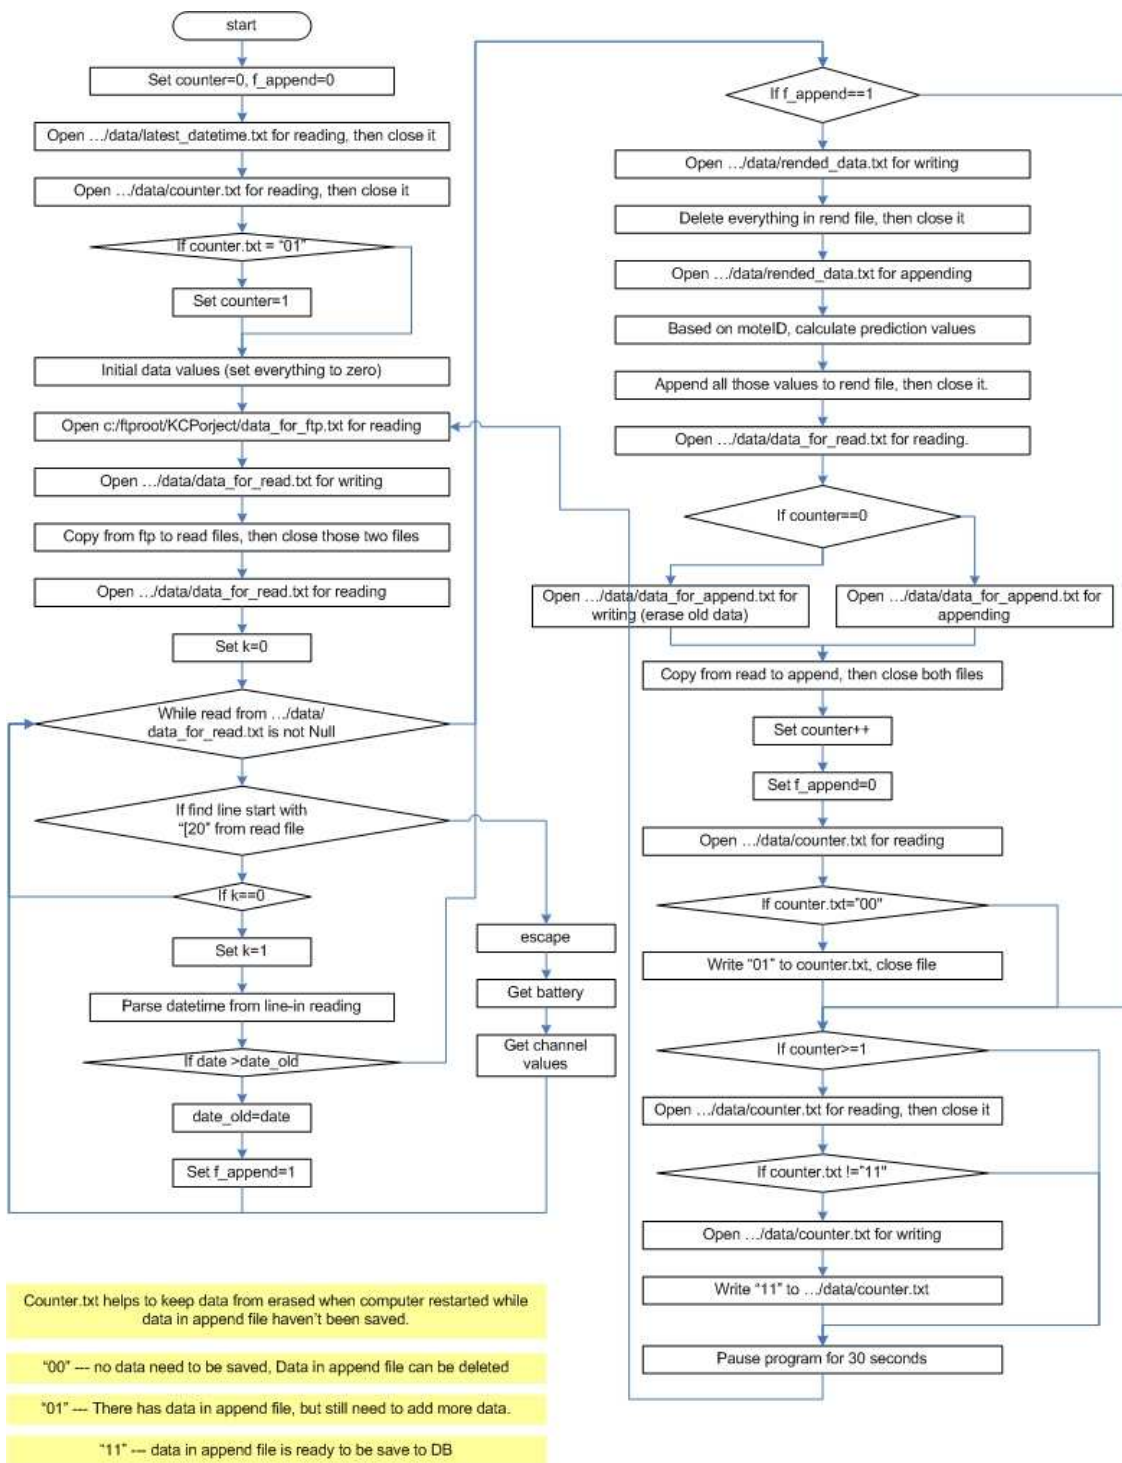 start
Set counter=0, f_append=0
Open .../data/latest_datetime.txt for reading, then close it
Open .../data/counter.txt for reading, then close it
If counter.txt = "01"
Set counter=1
Initial data values (set everything to zero)
Open c:/ftproot/KCPorject/data_for_ftp.txt for reading
Open .../data/data_for_read.txt for writing
Copy from ftp to read files, then close those two files
Open .../data/data_for_read.txt for reading
Set k=0
While read from .../data/
data_for_read.txt is not Null
If find line start with
"[20" from read file
If k==0
Set k=1
Parse datetime from line-in reading
If date >date_old
date_old=date
Set f_append=1
escape
Get battery
Get channel
values
If f_append==1
Open .../data/rended_data.txt for writing
Delete everything in rend file, then close it
Open .../data/rended_data.txt for appending
Based on moteID, calculate prediction values
Append all those values to rend file, then close it.
Open .../data/data_for_read.txt for reading.
If counter==0
Open .../data/data_for_append.txt for
writing (erase old data)
Open .../data/data_for_append.txt for
appending
Copy from read to append, then close both files
Set counter++
Set f_append=0
Open .../data/counter.txt for reading
If counter.txt="00"
Write "01" to counter.txt, close file
If counter>=1
Open .../data/counter.txt for reading, then close it
If counter.txt !="11"
Open .../data/counter.txt for writing
Write "11" to .../data/counter.txt
Pause program for 30 seconds
Counter.txt helps to keep data from erased when computer restarted while
data in append file haven't been saved.
"00" --- no data need to be saved, Data in append file can be deleted
"01" --- There has data in append file, but still need to add more data.
"11" --- data in append file is ready to be save to DB